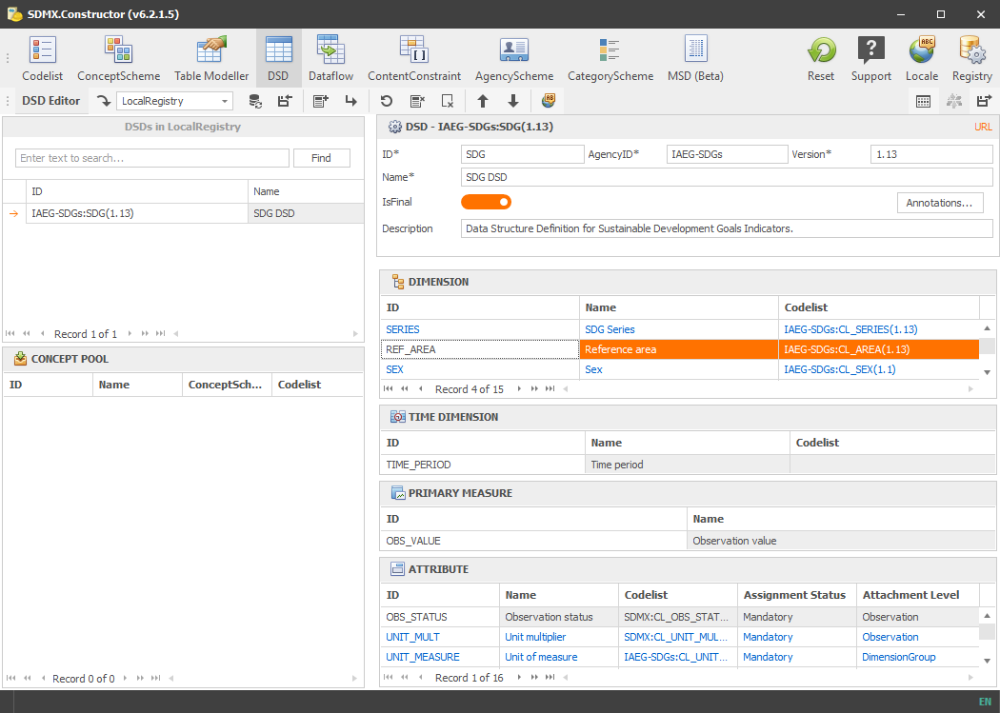 SDMX.Constructor (v6.2.1.5)
Codelist ConceptScheme Table Modeller DSD Dataflow ContentConstraint AgencyScheme CategoryScheme MSD (Beta) Reset Support Locale Registry
DSD Editor LocalRegistry
DSDs in LocalRegistry
Enter text to search... Find
ID Name
IAEG-SDGs:SDG(1.13) SDG DSD
Record 1 of 1
CONCEPT POOL
ID Name ConceptSch... Codelist
Record 0 of 0
DSD - IAEG-SDGs:SDG(1.13) URL
ID* SDG AgencyID* IAEG-SDGs Version* 1.13
Name* SDG DSD
IsFinal Annotations...
Description Data Structure Definition for Sustainable Development Goals Indicators.
DIMENSION
ID Name Codelist
SERIES SDG Series IAEG-SDGs:CL_SERIES(1.13)
REF_AREA Reference area IAEG-SDGs:CL_AREA(1.13)
SEX Sex IAEG-SDGs:CL_SEX(1.1)
Record 4 of 15
TIME DIMENSION
ID Name Codelist
TIME_PERIOD Time period
PRIMARY MEASURE
ID Name
OBS_VALUE Observation value
ATTRIBUTE
ID Name Codelist Assignment Status Attachment Level
OBS_STATUS Observation status SDMX:CL_OBS_STAT... Mandatory Observation
UNIT_MULT Unit multiplier SDMX:CL_UNIT_MUL... Mandatory Observation
UNIT_MEASURE Unit of measure IAEG-SDGs:CL_UNIT... Mandatory DimensionGroup
Record 1 of 16
EN